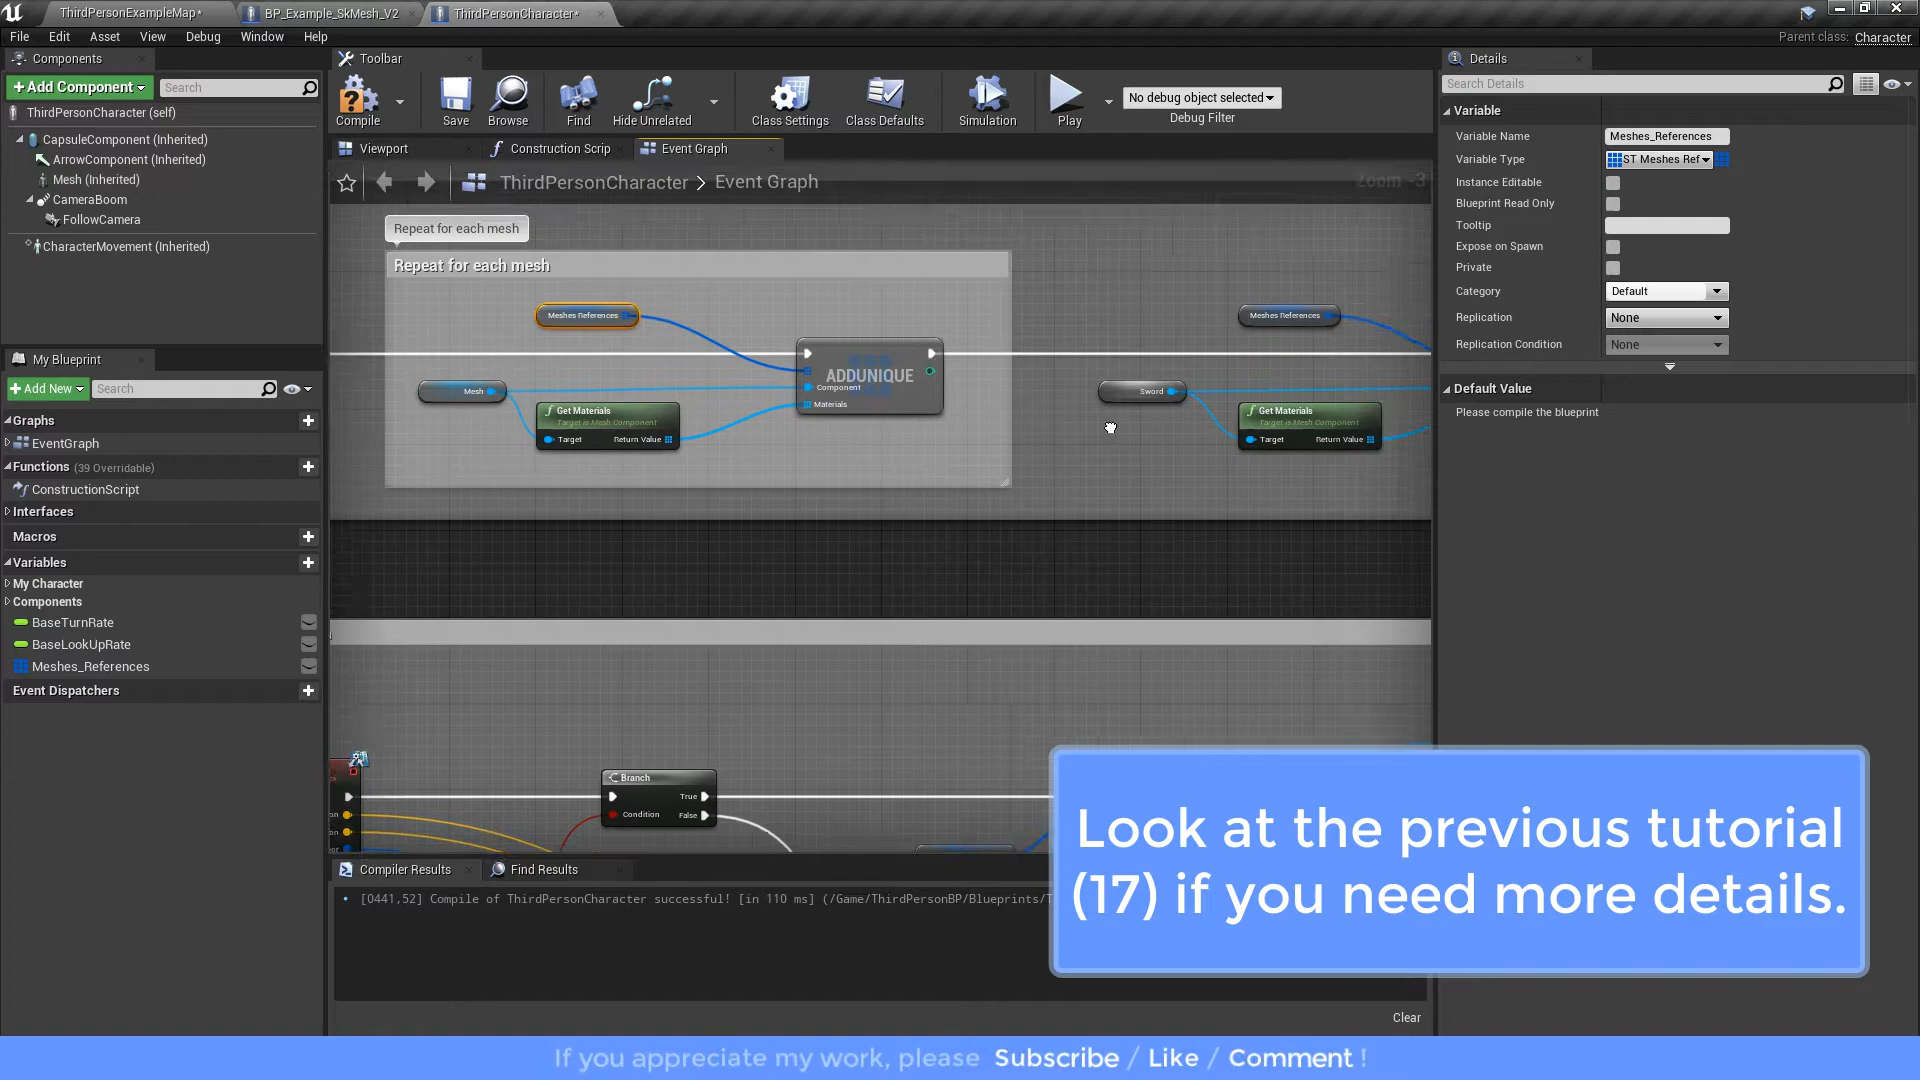 ThirdPersonExampleMap*
BP_Example_SkMesh_V2
ThirdPersonCharacter*
File Edit Asset View Debug Window Help
Parent class: Character
Components
Toolbar
Details
+Add Component
Search
ThirdPersonCharacter (self)
CapsuleComponent (Inherited)
ArrowComponent (Inherited)
Mesh (Inherited)
CameraBoom
FollowCamera
CharacterMovement (Inherited)
Compile
Save
Browse
Find
Hide Unrelated
Class Settings
Class Defaults
Simulation
Play
No debug object selected
Debug Filter
Viewport
Construction Scrip
Event Graph
ThirdPersonCharacter > Event Graph
Zoom -3
Repeat for each mesh
Repeat for each mesh
Meshes References
Mesh
Get Materials
Target is Mesh Component
Target Return Value
ADDUNIQUE
Component
Materials
Meshes References
Sword
Get Materials
Target is Mesh Component
Target Return Value
Branch
True
Condition False
My Blueprint
+Add New
Search
Graphs
EventGraph
Functions (39 Overridable)
ConstructionScript
Interfaces
Macros
Variables
My Character
Components
BaseTurnRate
BaseLookUpRate
Meshes_References
Event Dispatchers
Search Details
Variable
Variable Name Meshes_References
Variable Type ST Meshes Ref
Instance Editable
Blueprint Read Only
Tooltip
Expose on Spawn
Private
Category Default
Replication None
Replication Condition None
Default Value
Please compile the blueprint
Compiler Results
Find Results
[0441,52] Compile of ThirdPersonCharacter successful! [in 110 ms] (/Game/ThirdPersonBP/Blueprints/T
Clear
Look at the previous tutorial
(17) if you need more details.
If you appreciate my work, please Subscribe / Like / Comment !